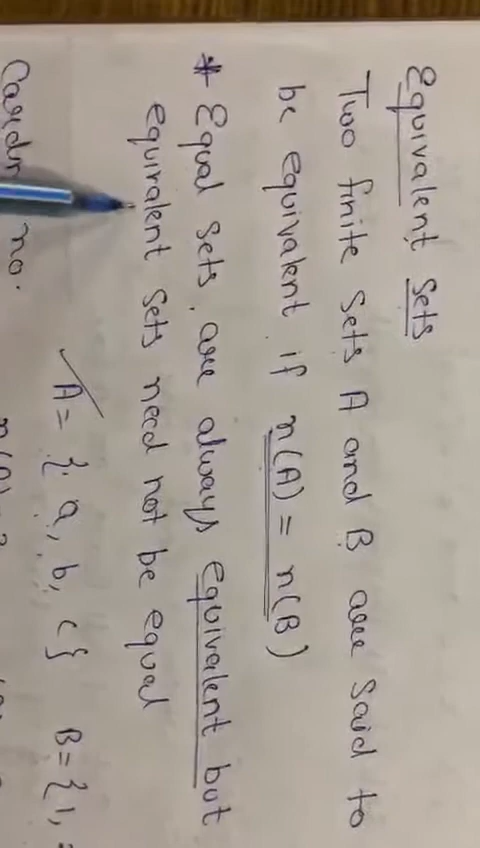 Equivalent Sets
Two finite sets A and B are said to
be equivalent if n(A) = n(B)
* Equal sets are always equivalent but
equivalent sets need not be equal
A = { a, b, c} B = {1,
no.
n(A)